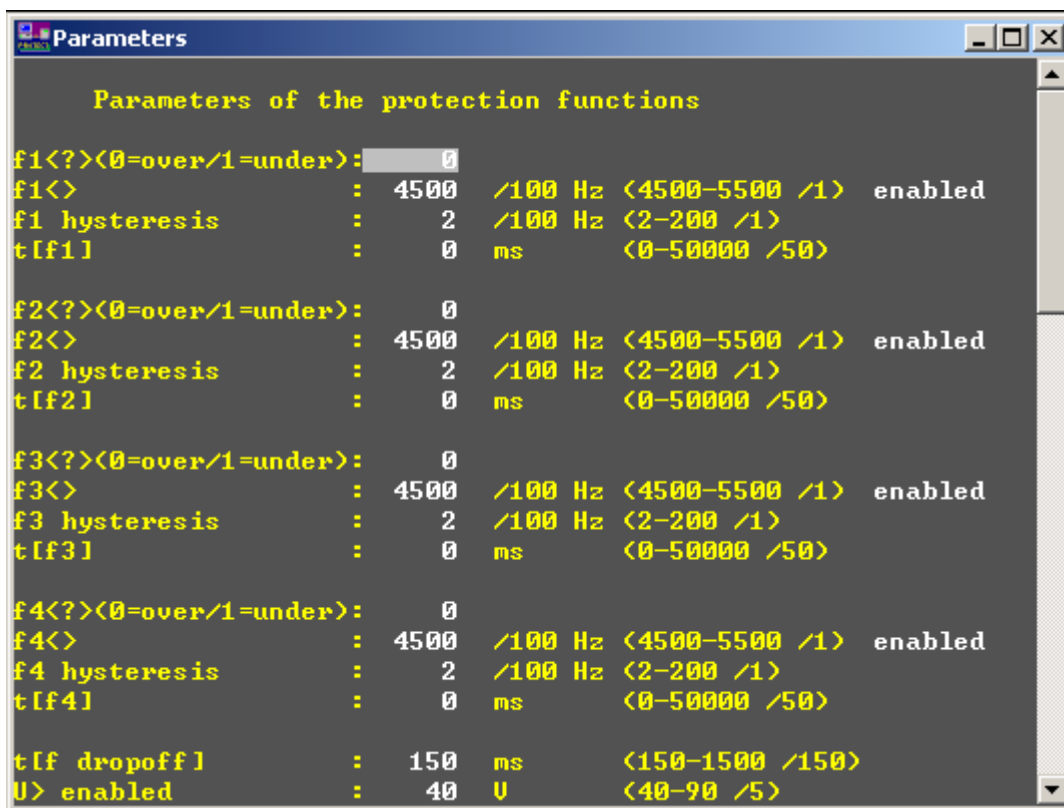 Parameters
Parameters of the protection functions
f1<?>(0=over/1=under): 0
f1<> : 4500 /100 Hz (4500-5500 /1) enabled
f1 hysteresis : 2 /100 Hz (2-200 /1)
t[f1] : 0 ms (0-50000 /50)
f2<?>(0=over/1=under): 0
f2<> : 4500 /100 Hz (4500-5500 /1) enabled
f2 hysteresis : 2 /100 Hz (2-200 /1)
t[f2] : 0 ms (0-50000 /50)
f3<?>(0=over/1=under): 0
f3<> : 4500 /100 Hz (4500-5500 /1) enabled
f3 hysteresis : 2 /100 Hz (2-200 /1)
t[f3] : 0 ms (0-50000 /50)
f4<?>(0=over/1=under): 0
f4<> : 4500 /100 Hz (4500-5500 /1) enabled
f4 hysteresis : 2 /100 Hz (2-200 /1)
t[f4] : 0 ms (0-50000 /50)
t[f dropoff] : 150 ms (150-1500 /150)
U> enabled : 40 V (40-90 /5)